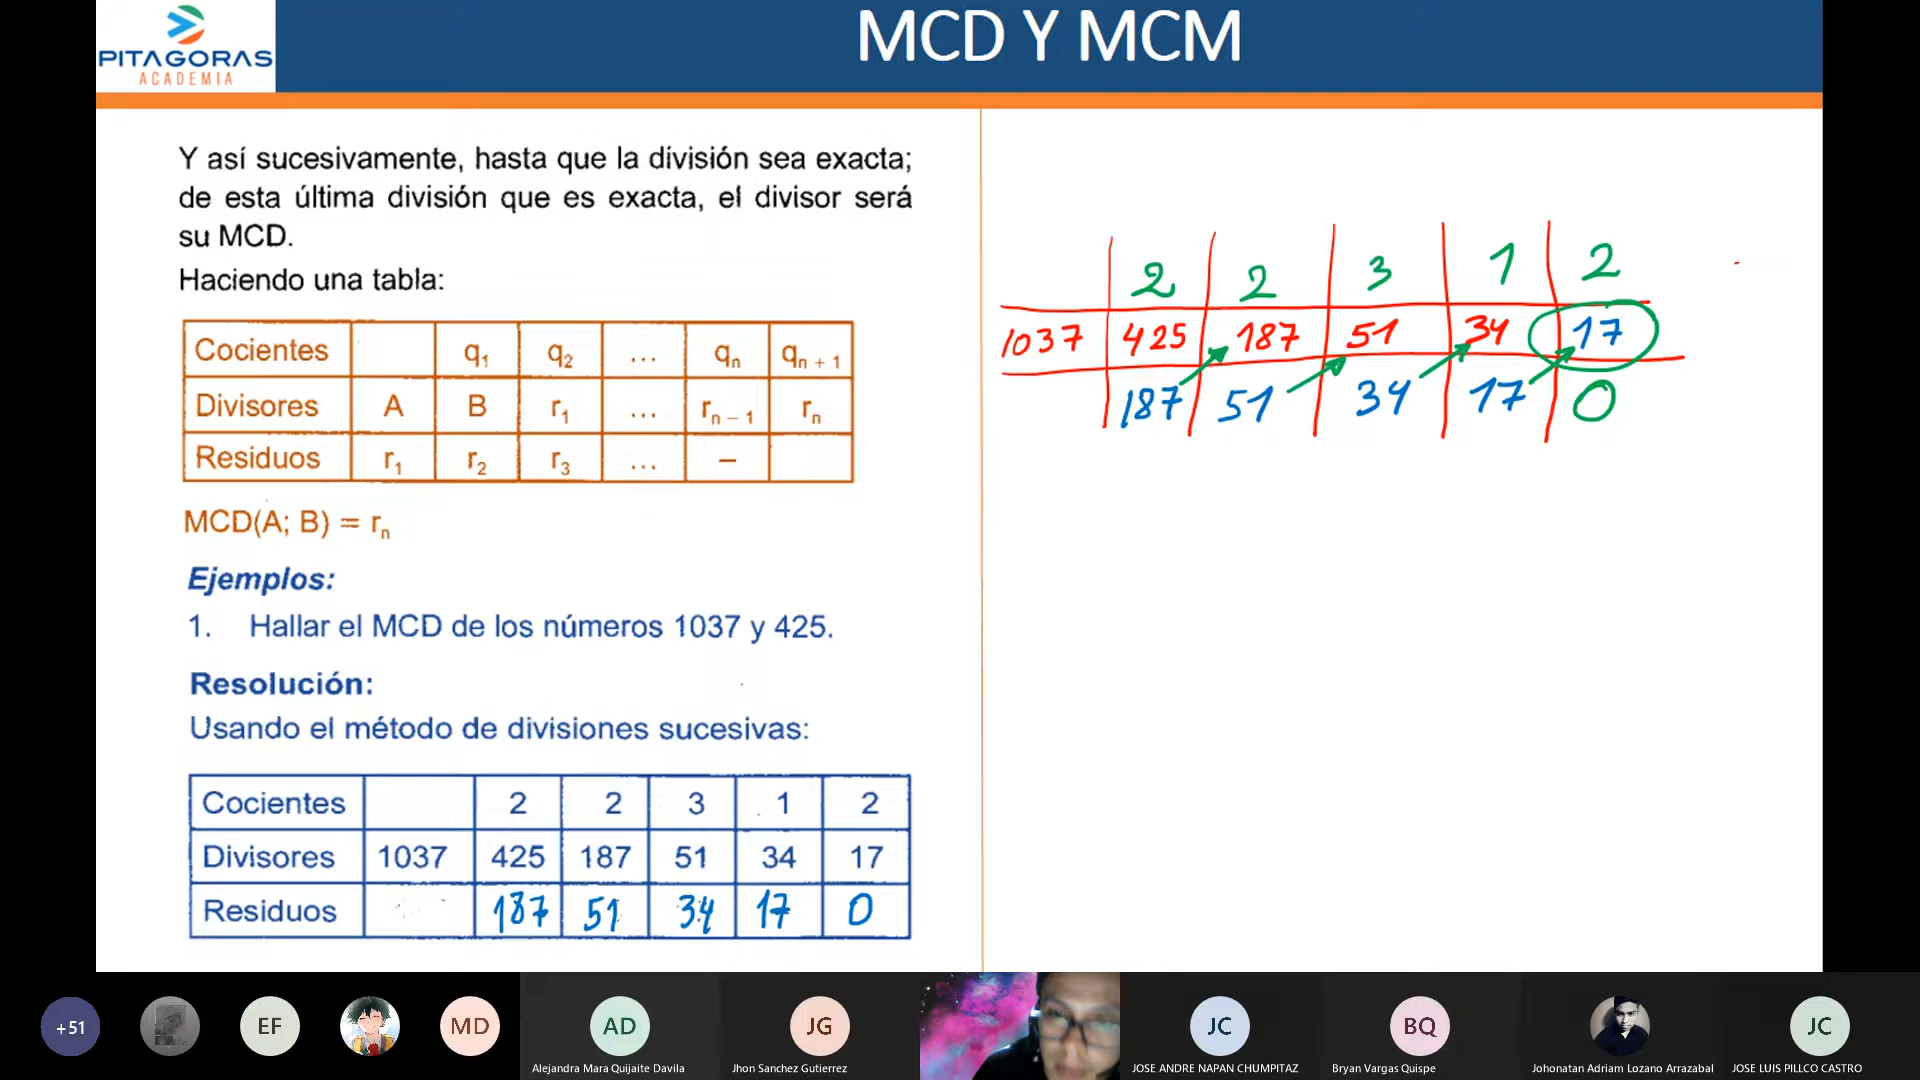 PITAGORAS
ACADEMIA
MCD Y MCM
Y así sucesivamente, hasta que la división sea exacta;
de esta última división que es exacta, el divisor será
su MCD.
Haciendo una tabla:
Cocientes q1 q2 ... qn qn + 1
Divisores A B r1 ... rn – 1 rn
Residuos r1 r2 r3 ... –
MCD(A; B) = rn
Ejemplos:
1. Hallar el MCD de los números 1037 y 425.
Resolución:
Usando el método de divisiones sucesivas:
Cocientes 2 2 3 1 2
Divisores 1037 425 187 51 34 17
Residuos 187 51 34 17 0
2 2 3 1 2
1037 425 187 51 34 17
187 51 34 17 0
+51
EF
MD
AD
Alejandra Mara Quijaite Davila
JG
Jhon Sanchez Gutierrez
JC
JOSE ANDRE NAPAN CHUMPITAZ
BQ
Bryan Vargas Quispe
Johonatan Adriam Lozano Arrazabal
JC
JOSE LUIS PILLCO CASTRO